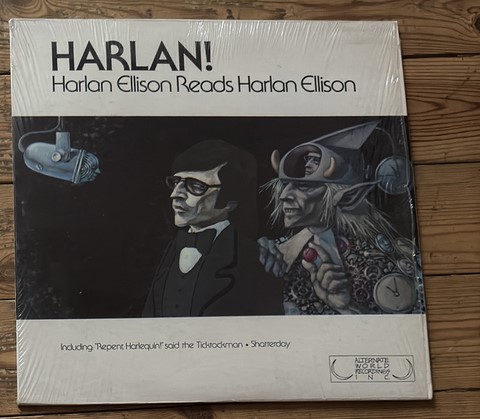 HARLAN!
Harlan Ellison Reads Harlan Ellison
Including: "Repent Harlequin!" said the Ticktockman • Shatterday
ALTERNATE
WORLD
RECORDINGS
INC